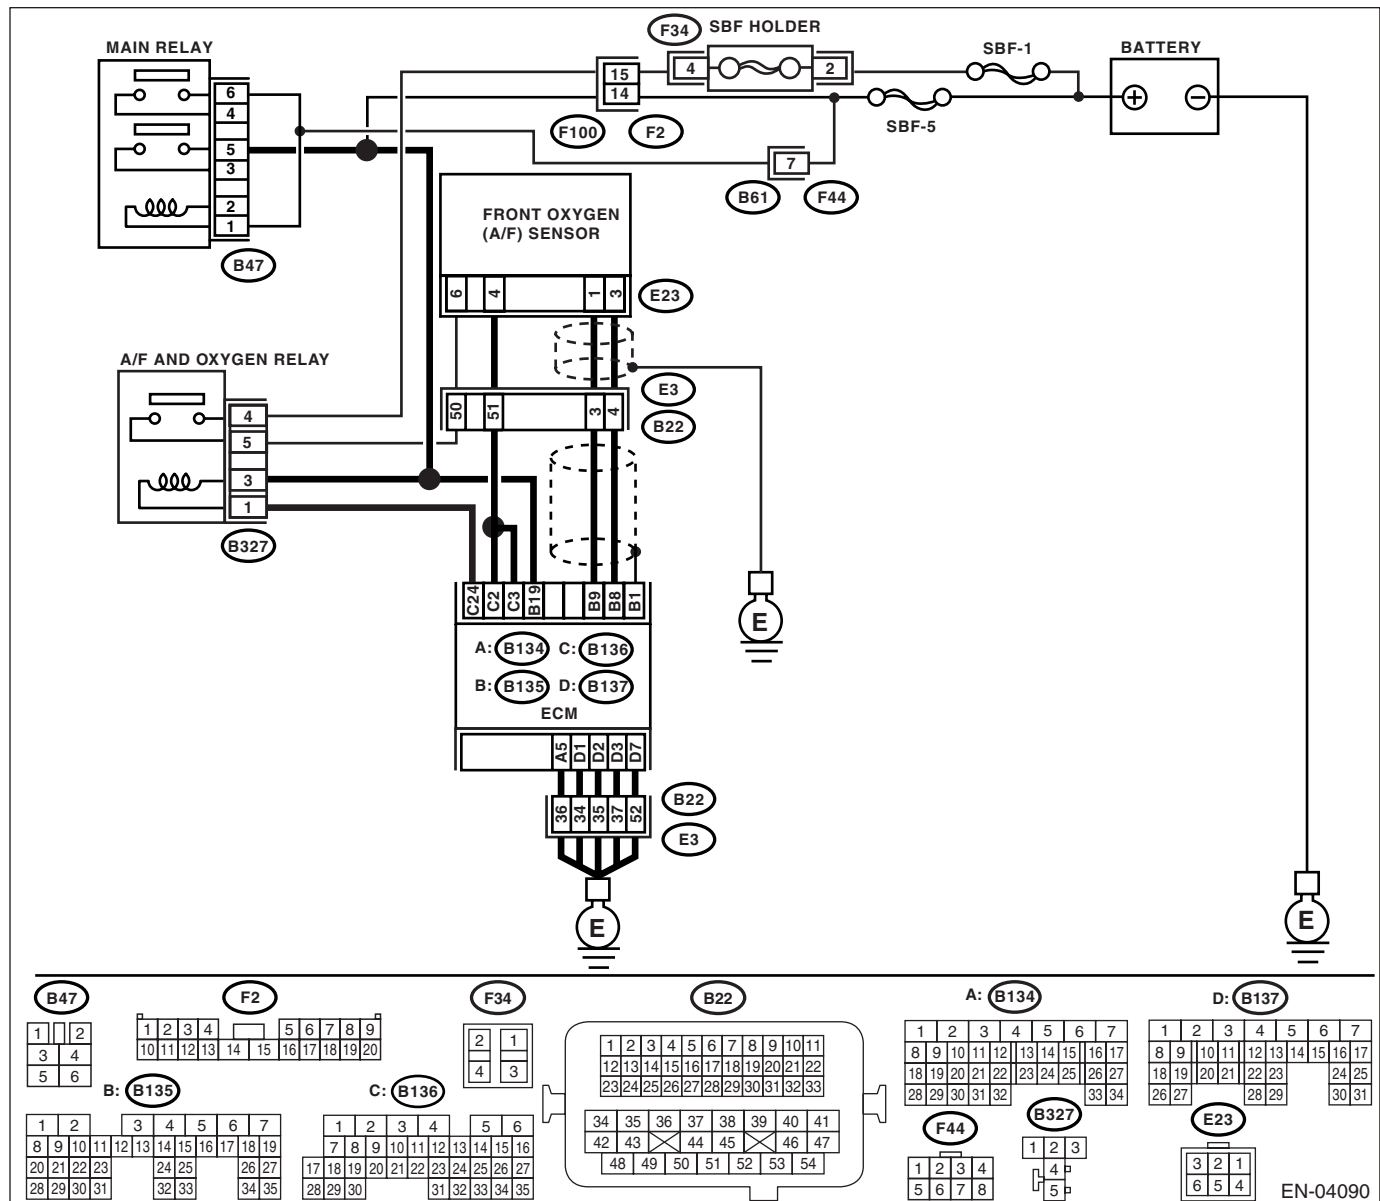 F34 SBF HOLDER
MAIN RELAY
SBF-1
BATTERY
15
4
2
14
+
−
6
4
5
3
2
1
B47
SBF-5
F100 F2
7
B61 F44
FRONT OXYGEN
(A/F) SENSOR
6 4 1 3
E23
A/F AND OXYGEN RELAY
E3
50 51 3 4
B22
4
5
3
1
B327
C24 C2 C3 B19 B9 B8 B1
E
A: B134 C: B136
B: B135 D: B137
ECM
A5 D1 D2 D3 D7
B22
36 34 35 37 52
E3
E
E
B47
1 2
3 4
5 6
F2
1 2 3 4 5 6 7 8 9
10 11 12 13 14 15 16 17 18 19 20
F34
2 1
4 3
B22
1 2 3 4 5 6 7 8 9 10 11
12 13 14 15 16 17 18 19 20 21 22
23 24 25 26 27 28 29 30 31 32 33
34 35 36 37 38 39 40 41
42 43 44 45 46 47
48 49 50 51 52 53 54
A: B134
1 2 3 4 5 6 7
8 9 10 11 12 13 14 15 16 17
18 19 20 21 22 23 24 25 26 27
28 29 30 31 32 33 34
D: B137
1 2 3 4 5 6 7
8 9 10 11 12 13 14 15 16 17
18 19 20 21 22 23 24 25
26 27 28 29 30 31
B: B135
1 2 3 4 5 6 7
8 9 10 11 12 13 14 15 16 17 18 19
20 21 22 23 24 25 26 27
28 29 30 31 32 33 34 35
C: B136
1 2 3 4 5 6
7 8 9 10 11 12 13 14 15 16
17 18 19 20 21 22 23 24 25 26 27
28 29 30 31 32 33 34 35
F44
1 2 3 4
5 6 7 8
B327
1 2 3
4
5
E23
3 2 1
6 5 4
EN-04090